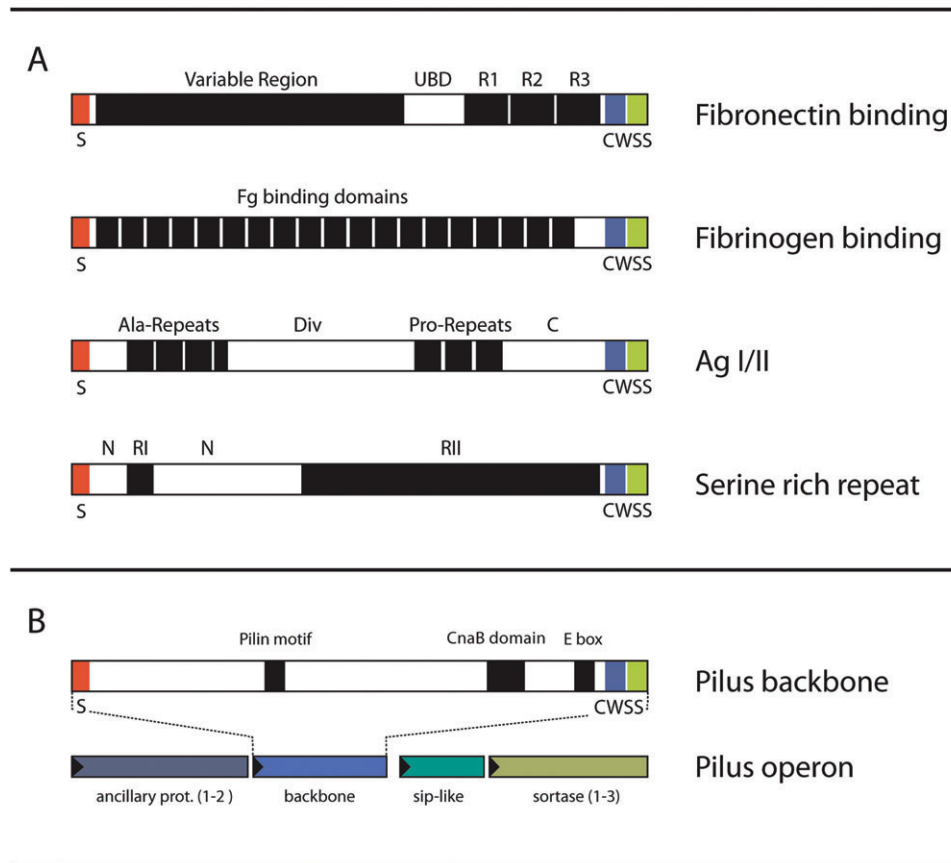 A
Variable Region UBD R1 R2 R3
Fibronectin binding
S CWSS
Fg binding domains
Fibrinogen binding
S CWSS
Ala-Repeats Div Pro-Repeats C
Ag I/II
S CWSS
N RI N RII
Serine rich repeat
S CWSS
B
Pilin motif CnaB domain E box
Pilus backbone
S CWSS
Pilus operon
ancillary prot. (1-2 ) backbone sip-like sortase (1-3)